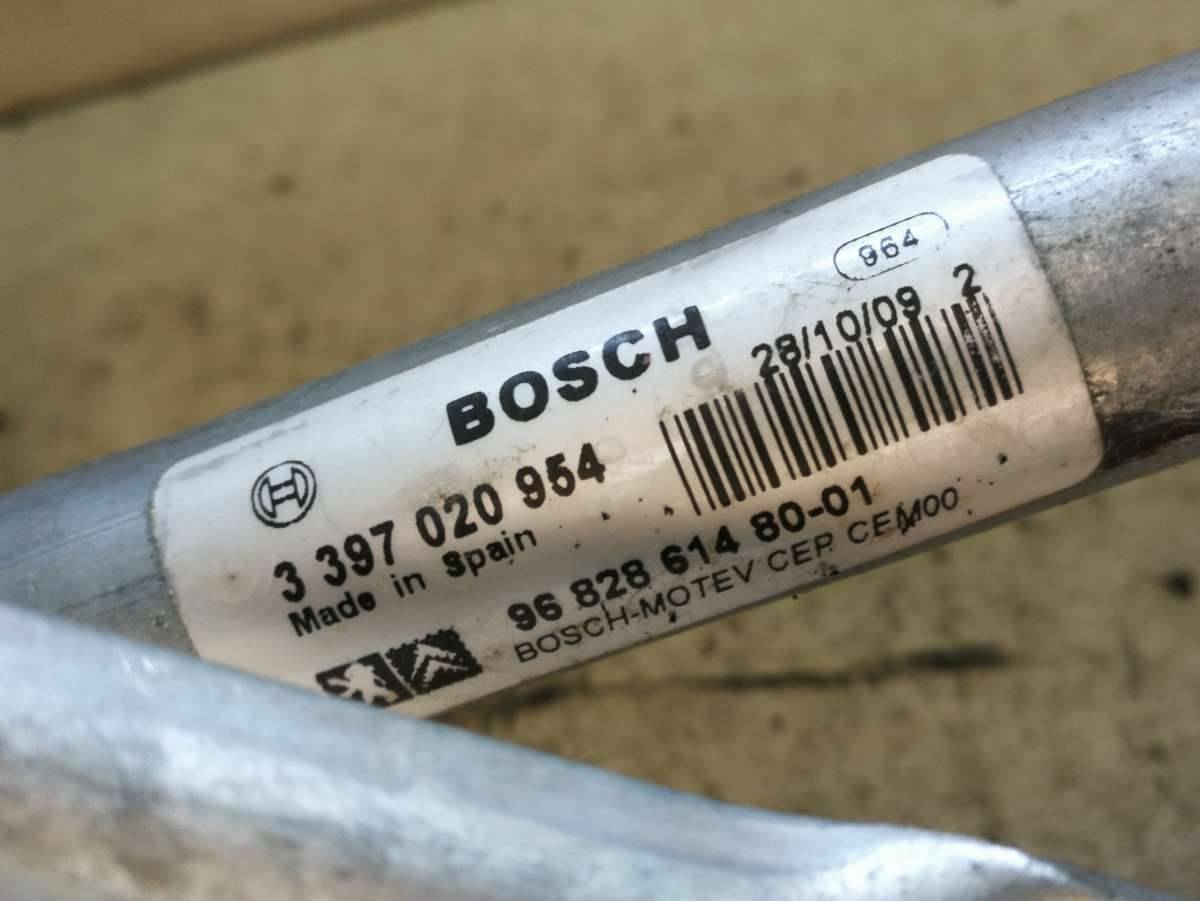 964
BOSCH
28/10/09 2
3 397 020 954
Made in Spain
96 828 614 80-01
BOSCH-MOTEV CEP CEM00